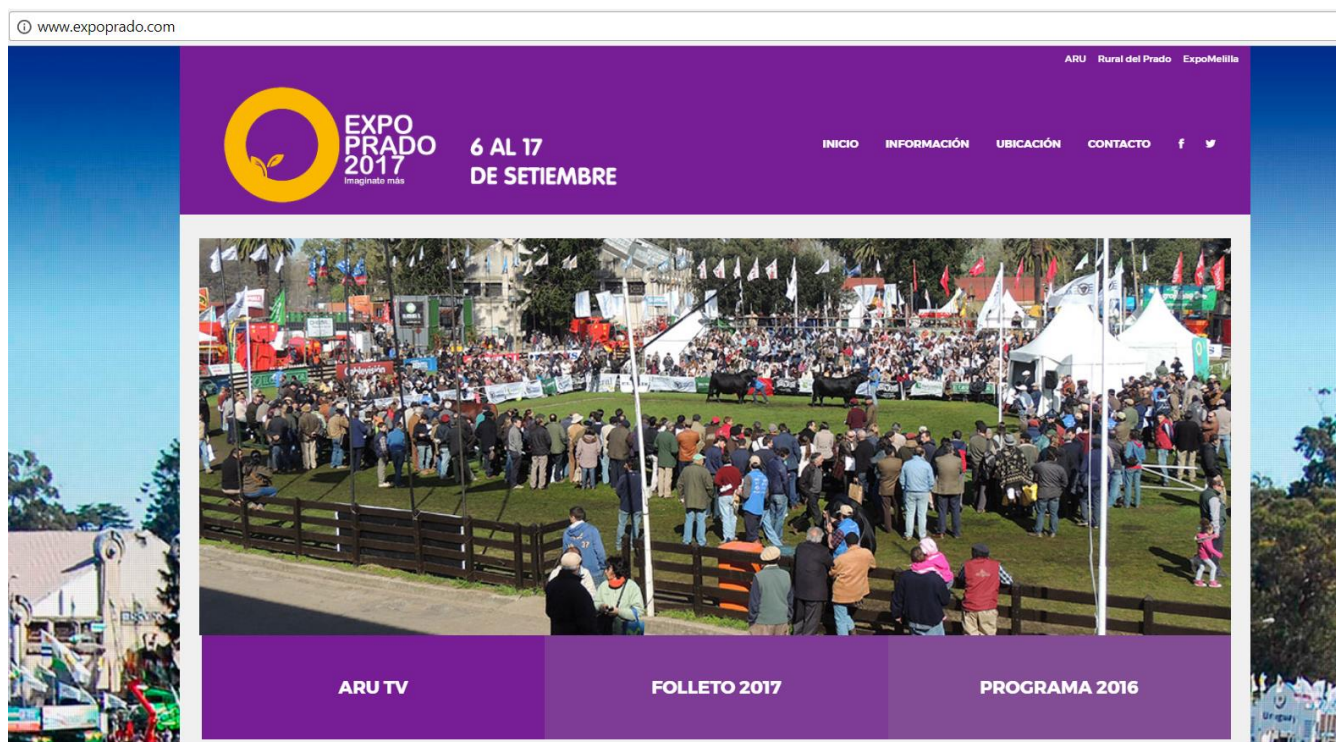 www.expoprado.com
ARU Rural del Prado ExpoMelilla
EXPO
PRADO
2017
Imaginate más
6 AL 17
DE SETIEMBRE
INICIO INFORMACIÓN UBICACIÓN CONTACTO f
ARU TV FOLLETO 2017 PROGRAMA 2016
Uruguay